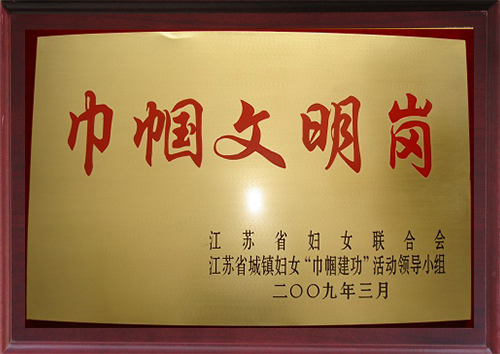 巾帼文明岗
江苏省妇女联合会
江苏省城镇妇女“巾帼建功”活动领导小组
二〇〇九年三月